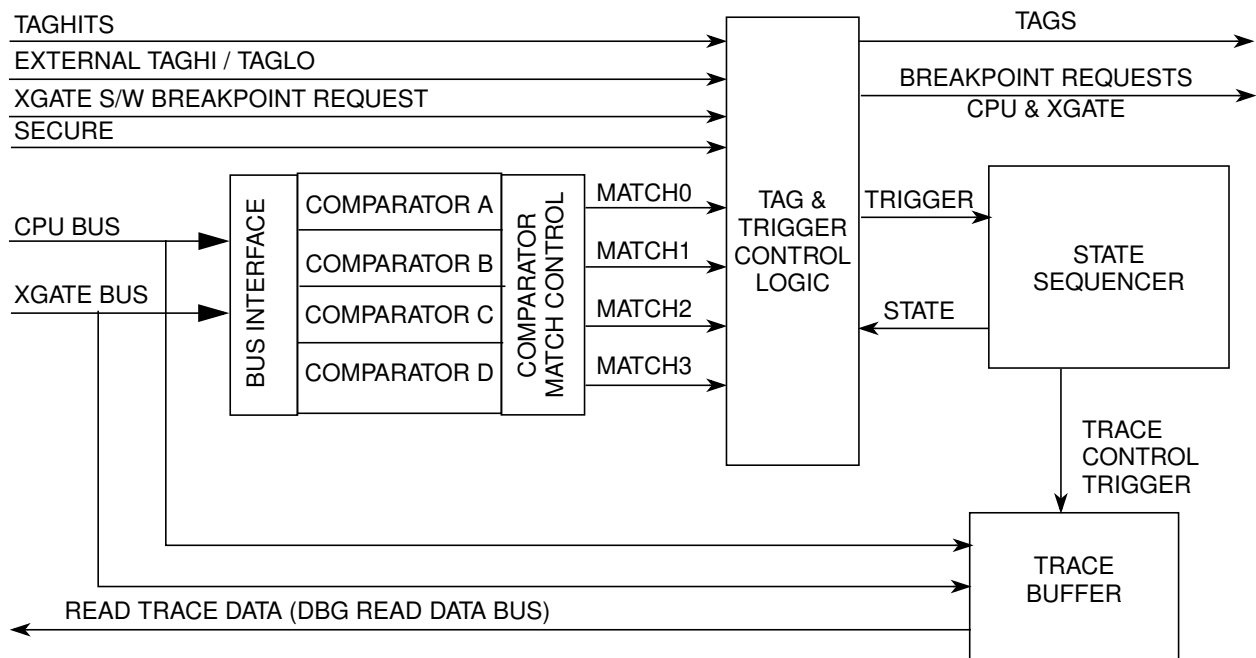 TAGHITS
EXTERNAL TAGHI / TAGLO
XGATE S/W BREAKPOINT REQUEST
SECURE
TAGS
BREAKPOINT REQUESTS
CPU & XGATE
CPU BUS
XGATE BUS
BUS INTERFACE
COMPARATOR A
COMPARATOR B
COMPARATOR C
COMPARATOR D
COMPARATOR
MATCH CONTROL
MATCH0
MATCH1
MATCH2
MATCH3
TAG &
TRIGGER
CONTROL
LOGIC
TRIGGER
STATE
STATE
SEQUENCER
TRACE
CONTROL
TRIGGER
TRACE
BUFFER
READ TRACE DATA (DBG READ DATA BUS)